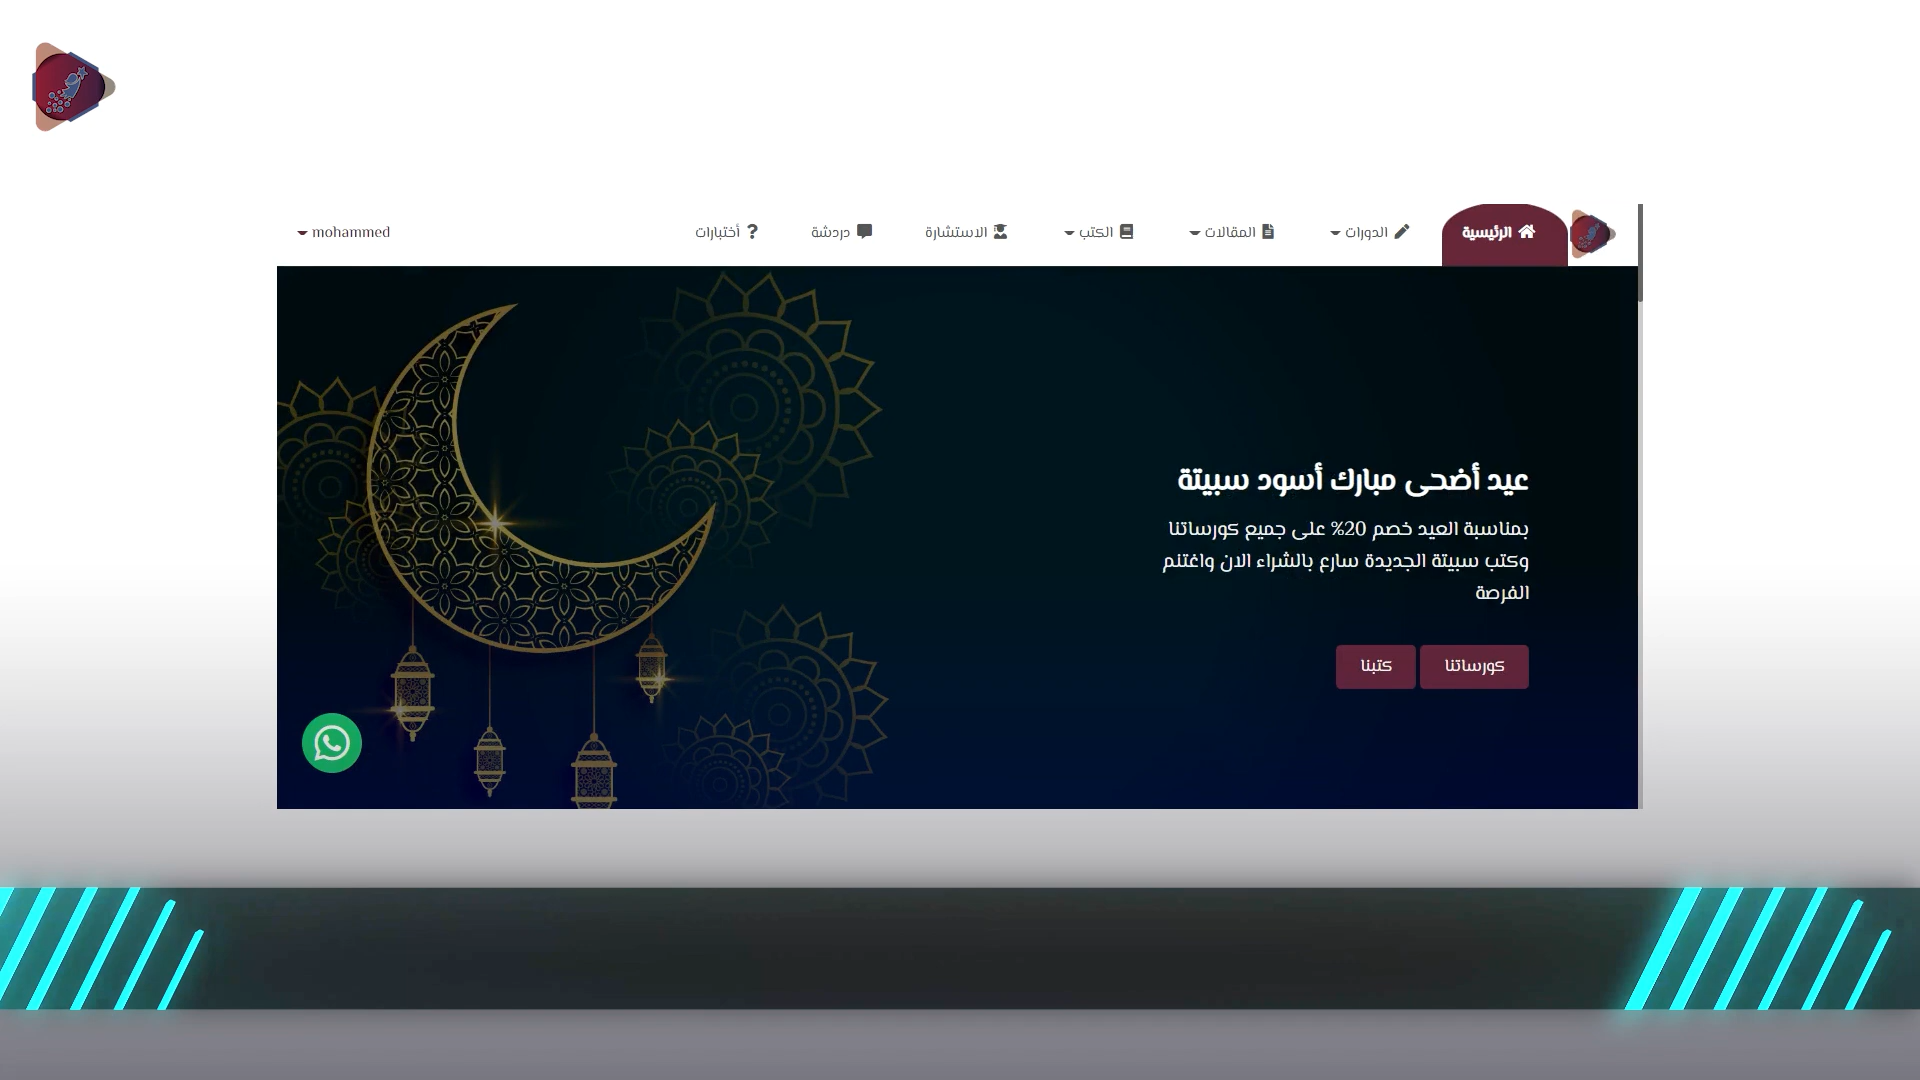 الرئيسية
الدورات
المقالات
الكتب
الاستشارة
دردشة
أختبارات
mohammed
عيد أضحى مبارك أسود سبيتة
بمناسبة العيد خصم 20% على جميع كورساتنا
وكتب سبيتة الجديدة سارع بالشراء الان واغتنم
الفرصة
كورساتنا
كتبنا